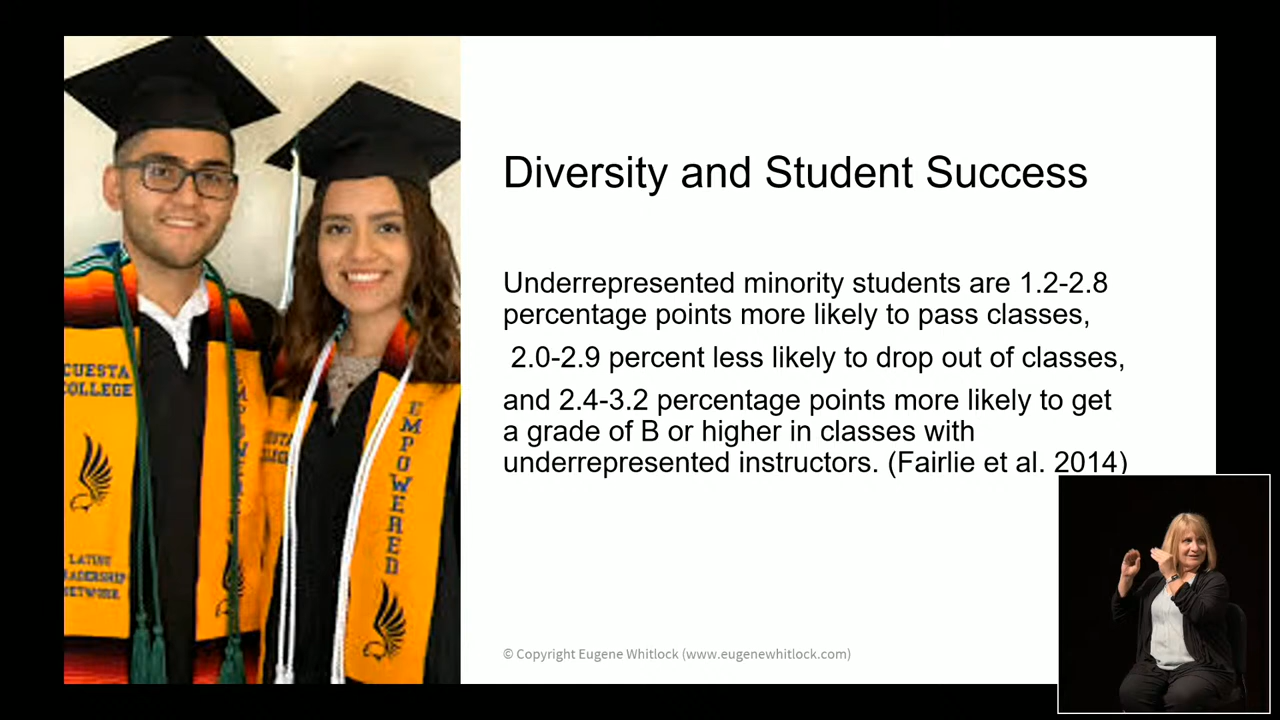 Diversity and Student Success
Underrepresented minority students are 1.2-2.8
percentage points more likely to pass classes,
2.0-2.9 percent less likely to drop out of classes,
and 2.4-3.2 percentage points more likely to get
a grade of B or higher in classes with
underrepresented instructors. (Fairlie et al. 2014)
© Copyright Eugene Whitlock (www.eugenewhitlock.com)
CUESTA
COLLEGE
LATINO
LEADERSHIP
NETWORK
EMPOWERED